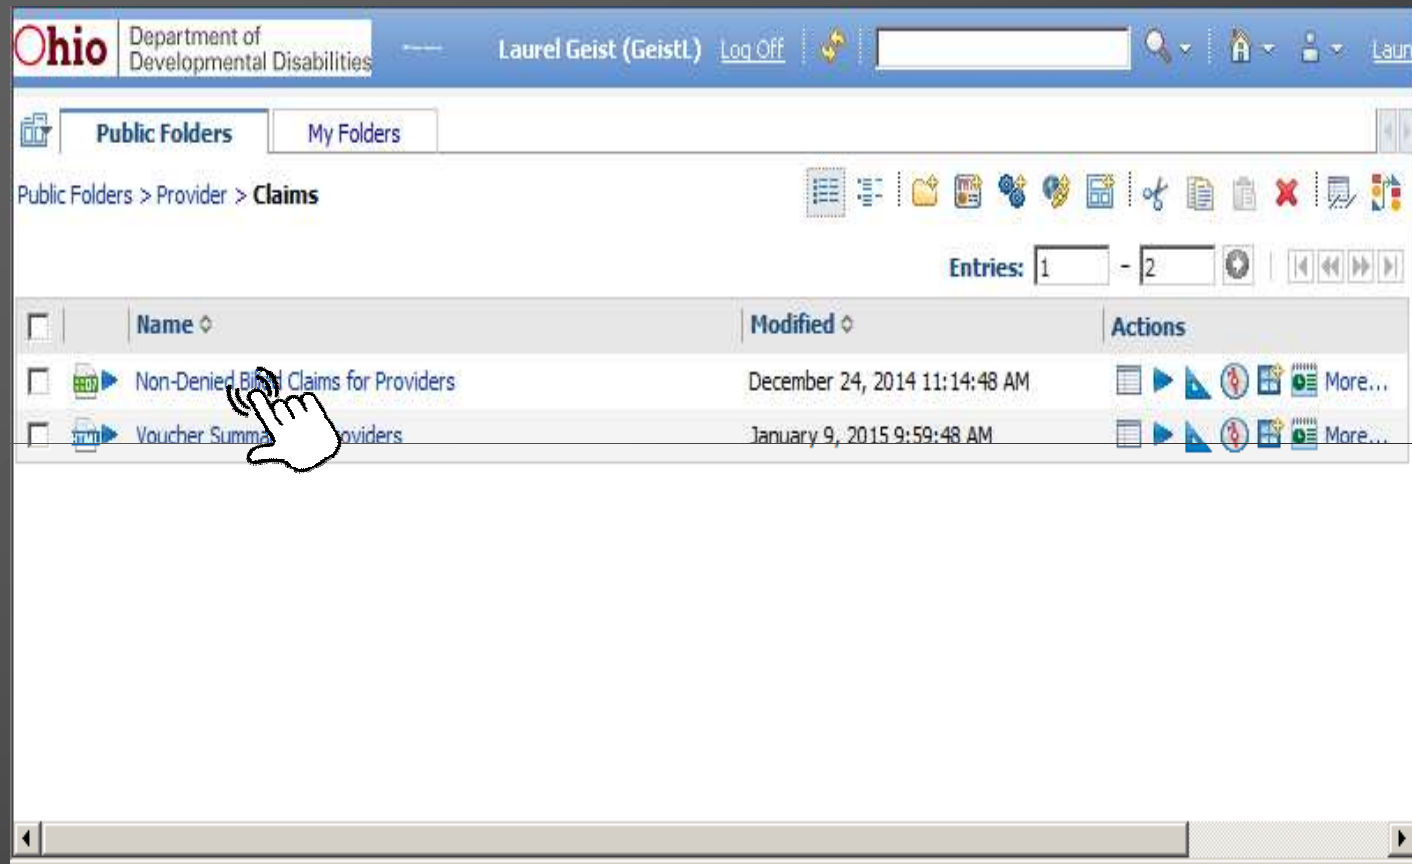 Ohio Department of Developmental Disabilities Laurel Geist (GeistL) Log Off
Public Folders My Folders
Public Folders > Provider > Claims
Entries: 1 - 2
Name Modified Actions
Non-Denied Claims for Providers December 24, 2014 11:14:48 AM More...
Voucher January 9, 2015 9:59:48 AM More...